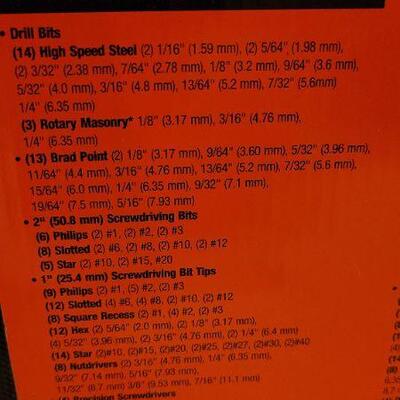 • Drill Bits
(14) High Speed Steel (2) 1/16" (1.59 mm), (2) 5/64", (1.98 mm),
(2) 3/32" (2.38 mm), 7/64" (2.78 mm), 1/8" (3.2 mm), 9/64" (3.6 mm),
5/32" (4.0 mm), 3/16" (4.8 mm), 13/64" (5.2 mm), 7/32" (5.6mm)
1/4" (6.35 mm)
(3) Rotary Masonry* 1/8" (3.17 mm), 3/16" (4.76 mm),
1/4" (6.35 mm)
• (13) Brad Point (2) 1/8" (3.17 mm), 9/64" (3.60 mm), 5/32" (3.96 mm),
11/64" (4.4 mm), 3/16" (4.76 mm), 13/64" (5.2 mm), 7/32" (5.6 mm),
15/64" (6.0 mm), 1/4" (6.35 mm), 9/32" (7.1 mm),
19/64" (7.5 mm), 5/16" (7.93 mm)
• 2" (50.8 mm) Screwdriving Bits
(6) Philips (2) #1, (2) #2, (2) #3
(8) Slotted (2) #6, (2) #8, (2) #10, (2) #12
(5) Star (2) #10, (2) #15, #20
• 1" (25.4 mm) Screwdriving Bit Tips
(9) Philips (2) #1, (5) #2, (2) #3
(12) Slotted (4) #6, (4) #8, (2) #10, (2) #12
(8) Square Recess (2) #1, (4) #2, (2) #3
(12) Hex (2) 5/64" (2.0 mm), (2) 1/8" (3.17 mm),
(4) 5/32" (3.96 mm), (2) 3/16" (4.76 mm), (2) 1/4" (6.4 mm)
(14) Star (2)#10, (2)#15, (2)#20, (2)#25, (2)#27, (2)#30, (2)#40
(8) Nutdrivers (2) 3/16" (4.76 mm), 1/4" (6.35 mm),
9/32" (7.14 mm), 5/16" (7.93 mm),
11/32" (8.7 mm) 3/8" (9.53 mm), 7/16" (11.1 mm)
Precision Screwdrivers